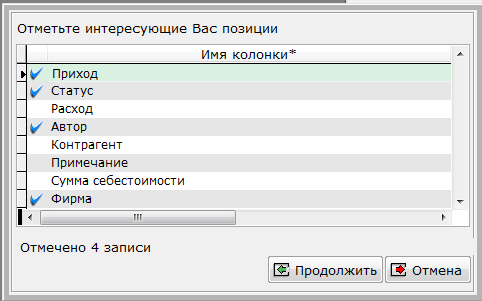 Отметьте интересующие Вас позиции
Имя колонки*
Приход
Статус
Расход
Автор
Контрагент
Примечание
Сумма себестоимости
Фирма
Отмечено 4 записи
Продолжить Отмена